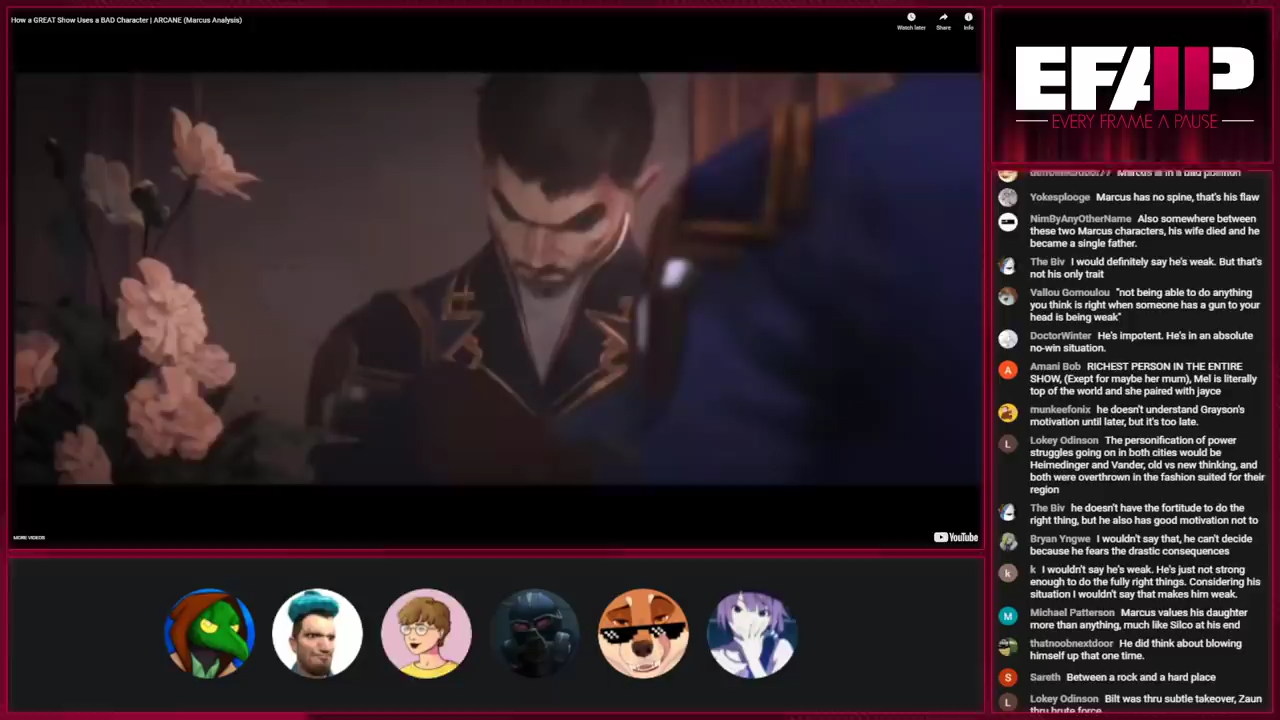 How a GREAT Show Uses a BAD Character | ARCANE (Marcus Analysis)
Watch later
Share
Info
MORE VIDEOS
YouTube
EFAP
EVERY FRAME A PAUSE
Marcus is in a bad position
Yokesplooge Marcus has no spine, that's his flaw
NimByAnyOtherName Also somewhere between
these two Marcus characters, his wife died and he
became a single father.
The Biv I would definitely say he's weak. But that's
not his only trait
Vallou Gomoulou "not being able to do anything
you think is right when someone has a gun to your
head is being weak"
DoctorWinter He's impotent. He's in an absolute
no-win situation.
A
Amani Bob RICHEST PERSON IN THE ENTIRE
SHOW, (Exept for maybe her mum), Mel is literally
top of the world and she paired with jayce
munkeefonix he doesn't understand Grayson's
motivation until later, but it's too late.
L
Lokey Odinson The personification of power
struggles going on in both cities would be
Heimedinger and Vander, old vs new thinking, and
both were overthrown in the fashion suited for their
region
The Biv he doesn't have the fortitude to do the
right thing, but he also has good motivation not to
Bryan Yngwe I wouldn't say that, he can't decide
because he fears the drastic consequences
k
k I wouldn't say he's weak. He's just not strong
enough to do the fully right things. Considering his
situation I wouldn't say that makes him weak.
M
Michael Patterson Marcus values his daughter
more than anything, much like Silco at his end
thatnoobnextdoor He did think about blowing
himself up that one time.
S
Sareth Between a rock and a hard place
L
Lokey Odinson Bilt was thru subtle takeover, Zaun
thru brute force